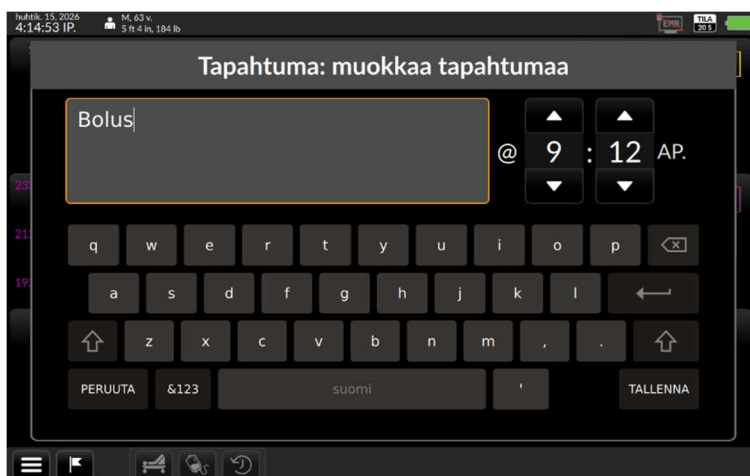 huhtik. 15, 2026
4:14:53 IP.
M, 63 v.
5 ft 4 in, 184 lb
EMR
TILA
20 S
Tapahtuma: muokkaa tapahtumaa
Bolus
@ 9 : 12 AP.
q w e r t y u i o p
a s d f g h j k l
z x c v b n m , .
PERUUTA &123 suomi ' TALLENNA